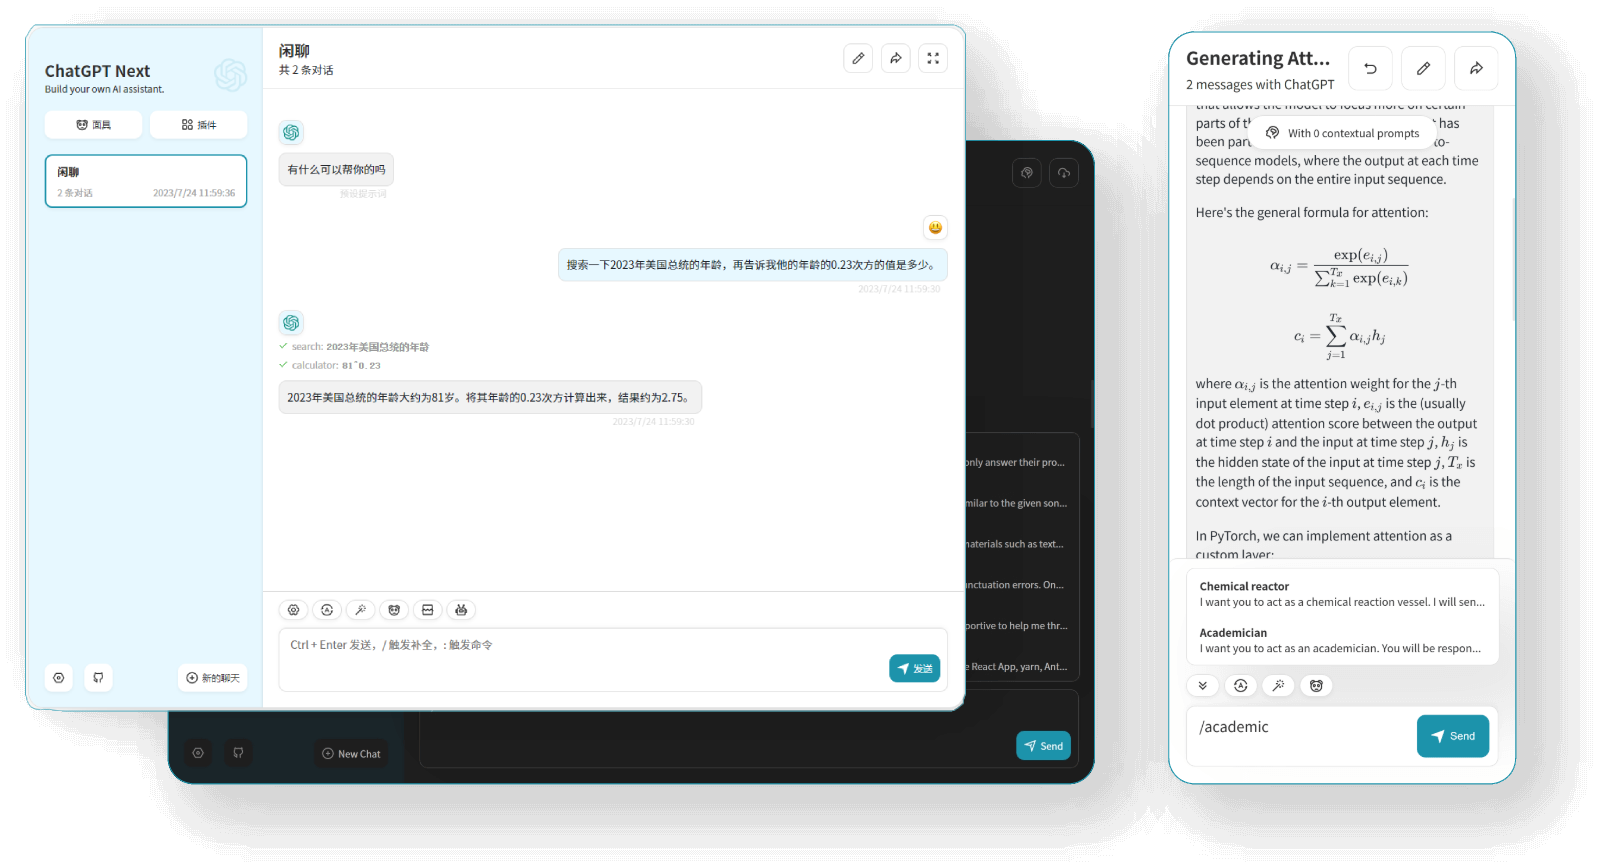 ChatGPT Next
Build your own AI assistant.
面具
插件
闲聊
2 条对话
2023/7/24 11:59:36
新的聊天
闲聊
共 2 条对话
有什么可以帮你的吗
预设提示词
搜索一下2023年美国总统的年龄，再告诉我他的年龄的0.23次方的值是多少。
2023/7/24 11:59:30
search: 2023年美国总统的年龄
calculator: 81^0.23
2023年美国总统的年龄大约为81岁。将其年龄的0.23次方计算出来，结果约为2.75。
2023/7/24 11:59:30
Ctrl + Enter 发送，/ 触发补全，: 触发命令
发送
only answer their pro...
milar to the given son...
materials such as text...
unctuation errors. On...
portive to help me thr...
e React App, yarn, Ant...
New Chat
Send
Generating Att...
2 messages with ChatGPT
that allows the model to focus more on certain
parts of t
has
With 0 contextual prompts
been part
to-
sequence models, where the output at each time
step depends on the entire input sequence.
Here's the general formula for attention:
α_{i,j} = exp(e_{i,j}) / ∑_{k=1}^{T_x} exp(e_{i,k})
c_i = ∑_{j=1}^{T_x} α_{i,j} h_j
where α_{i,j} is the attention weight for the j-th
input element at time step i, e_{i,j} is the (usually
dot product) attention score between the output
at time step i and the input at time step j, h_j is
the hidden state of the input at time step j, T_x is
the length of the input sequence, and c_i is the
context vector for the i-th output element.
In PyTorch, we can implement attention as a
custom layer:
Chemical reactor
I want you to act as a chemical reaction vessel. I will sen...
Academician
I want you to act as an academician. You will be respon...
/academic
Send